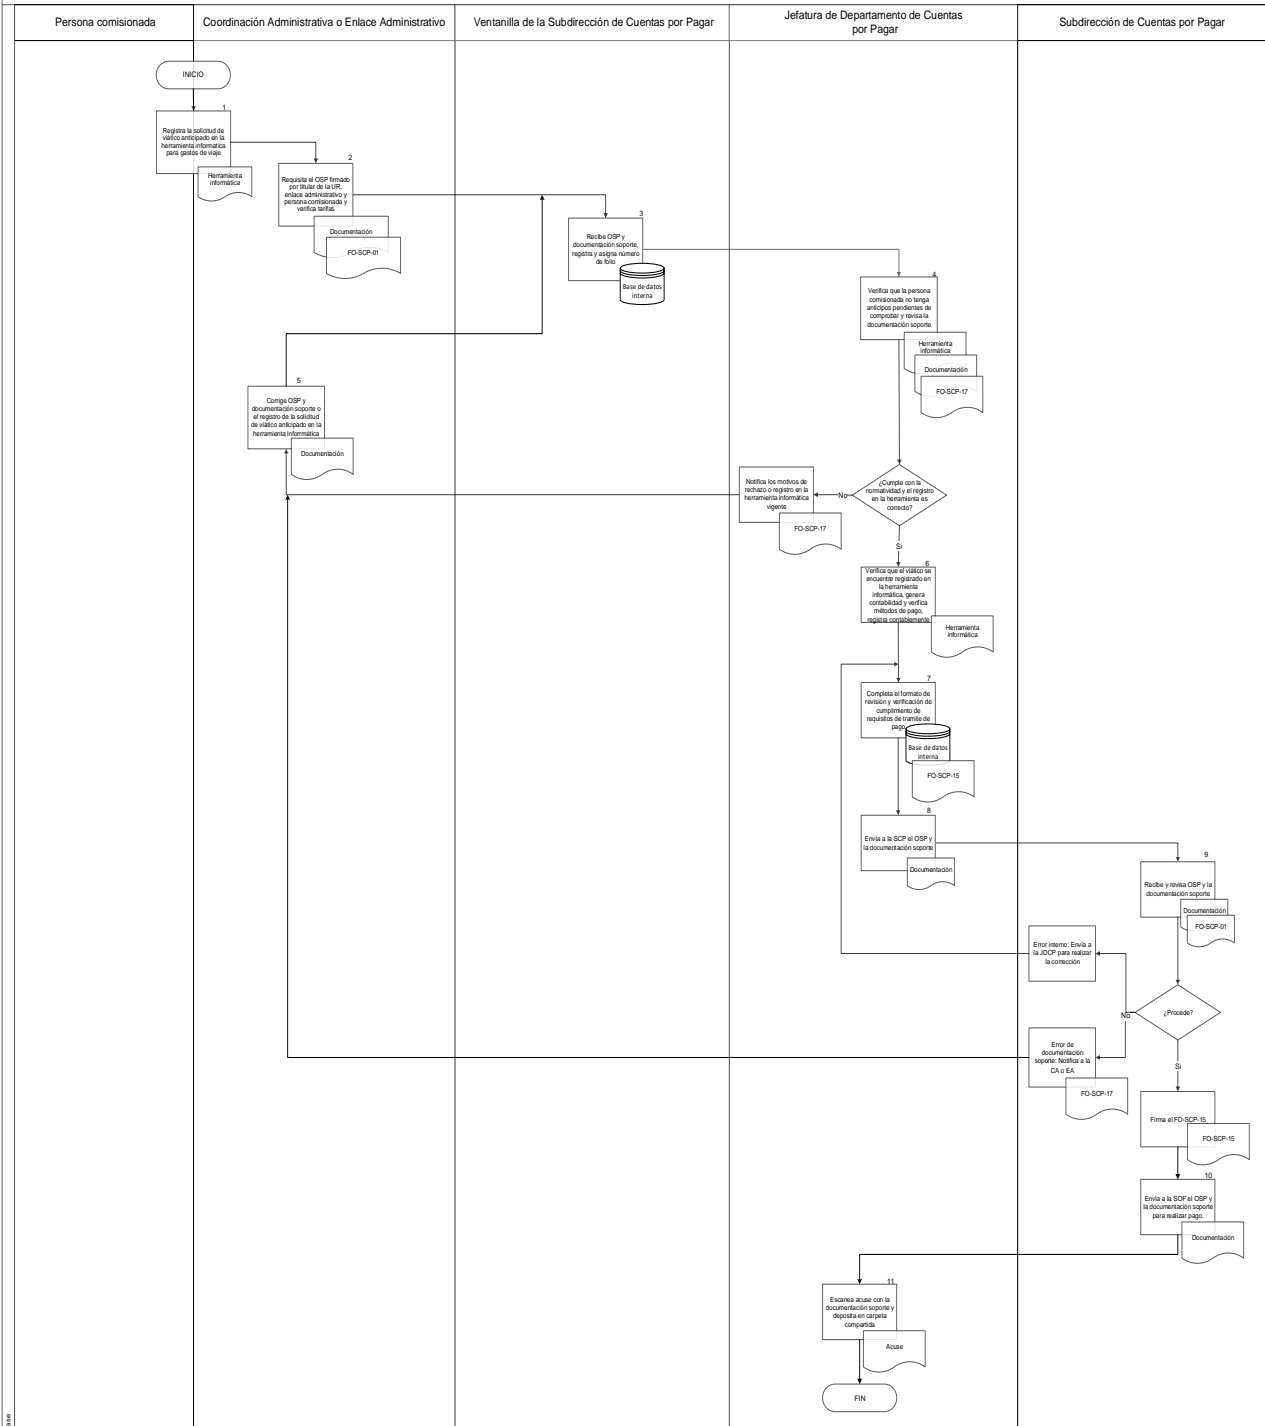 Persona comisionada
Coordinación Administrativa o Enlace Administrativo
Ventanilla de la Subdirección de Cuentas por Pagar
Jefatura de Departamento de Cuentas
por Pagar
Subdirección de Cuentas por Pagar
INICIO
1
Registra la solicitud de
viático anticipado en la
herramienta informatica
para gastos de viaje
Herramienta
informática
2
Requisita el OSP firmado
por titular de la UR,
enlace administrativo y
persona comisionada y
verifica tarifas
Documentación
FO-SCP-01
3
Recibe OSP y
documentación soporte,
registra y asigna número
de folio
Base de datos
interna
4
Verifica que la persona
comisionada no tenga
anticipos pendientes de
comprobar y revisa la
documentación soporte
Herramienta
informática
Documentación
FO-SCP-17
5
Corrige OSP y
documentación soporte o
el registro de la solicitud
de viático anticipado en la
herramienta informmática
Documentación
¿Cumple con la
normatividad y el registro
en la herramienta es
correcto?
No
Notifica los motivos de
rechazo o registro en la
herramienta informática
vigente
FO-SCP-17
Si
6
Verifica que el viático se
encuentre registrado en
la herramienta
informática, genera
contabilidad y verifica
métodos de pago,
registra contablemente
Herramienta
informática
7
Completa el formato de
revisión y verificación de
cumplimiento de
requisitos de tramite de
pago
Base de datos
interna
FO-SCP-15
8
Envía a la SCP el OSP y
la documentación soporte
Documentación
9
Recibe y revisa OSP y la
documentación soporte
Documentación
FO-SCP-01
Error interno: Envía a
la JDCP para realizar
la corrección
¿Procede?
No
Error de
documentación
soporte: Notifica a la
CA o EA
FO-SCP-17
Si
Firma el FO-SCP-15
FO-SCP-15
10
Envía a la SOF el OSP y
la documentación soporte
para realizar pago.
Documentación
11
Escanea acuse con la
documentación soporte y
deposita en carpeta
compartida
Acuse
FIN